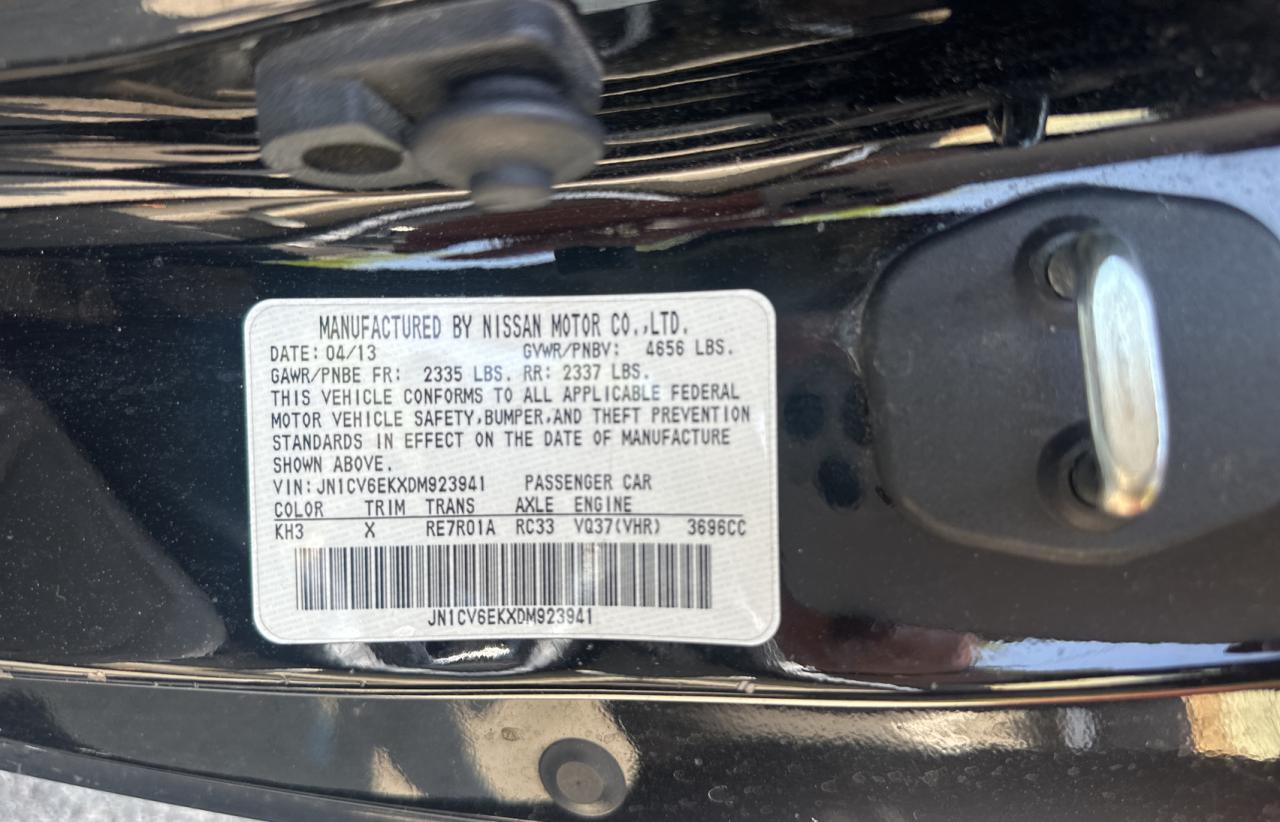 MANUFACTURED BY NISSAN MOTOR CO.,LTD.
DATE: 04/13 GVWR/PNBV: 4656 LBS.
GAWR/PNBE FR: 2335 LBS. RR: 2337 LBS.
THIS VEHICLE CONFORMS TO ALL APPLICABLE FEDERAL
MOTOR VEHICLE SAFETY,BUMPER,AND THEFT PREVENTION
STANDARDS IN EFFECT ON THE DATE OF MANUFACTURE
SHOWN ABOVE.
VIN:JN1CV6EKXDM923941 PASSENGER CAR
COLOR TRIM TRANS AXLE ENGINE
KH3 X RE7R01A RC33 VQ37(VHR) 3696CC
JN1CV6EKXDM923941